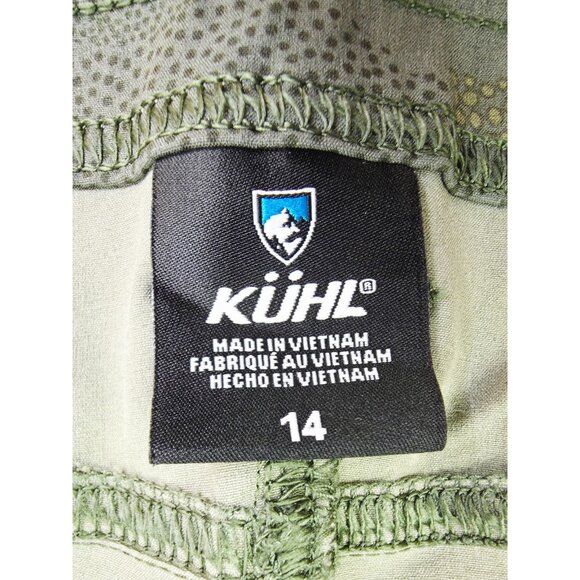 KÜHL®
MADE IN VIETNAM
FABRIQUÉ AU VIETNAM
HECHO EN VIETNAM
14